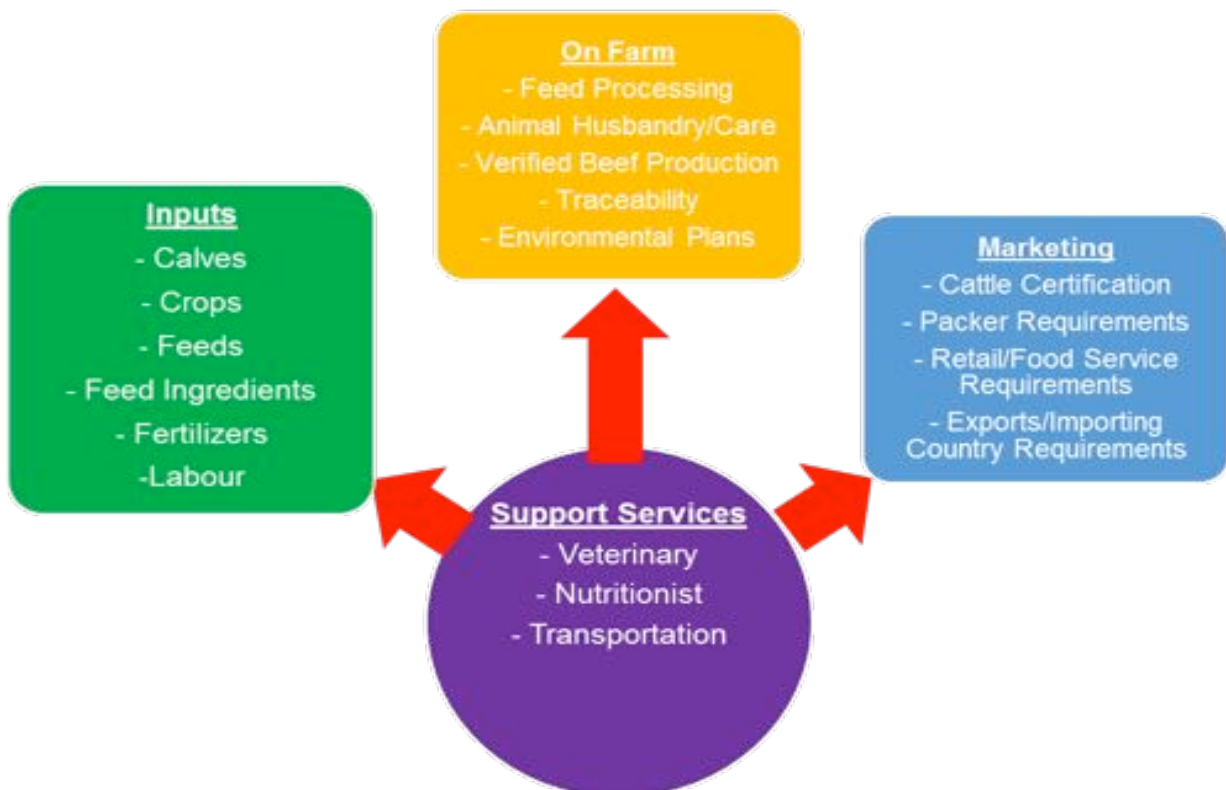 On Farm
- Feed Processing
- Animal Husbandry/Care
- Verified Beef Production
- Traceability
- Environmental Plans
Inputs
- Calves
- Crops
- Feeds
- Feed Ingredients
- Fertilizers
-Labour
Marketing
- Cattle Certification
- Packer Requirements
- Retail/Food Service
Requirements
- Exports/Importing
Country Requirements
Support Services
- Veterinary
- Nutritionist
- Transportation